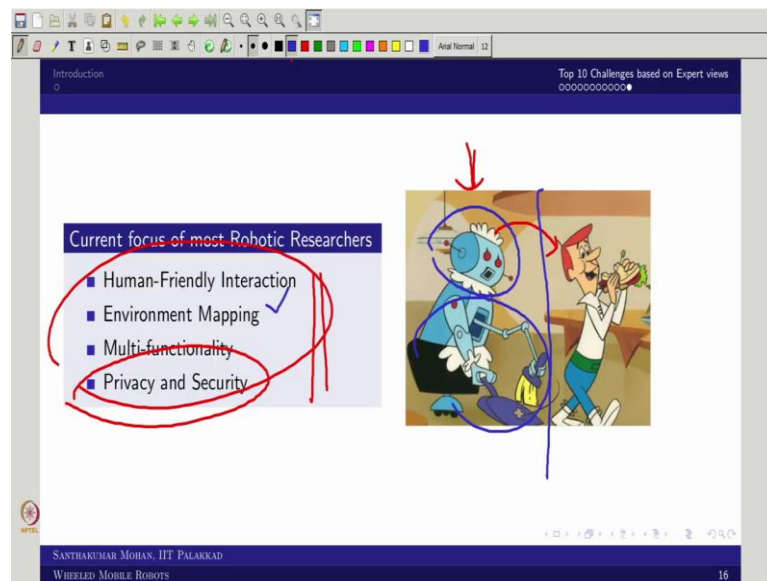 T
Arial Normal 12
Introduction
Top 10 Challenges based on Expert views
Current focus of most Robotic Researchers
Human-Friendly Interaction
Environment Mapping
Multi-functionality
Privacy and Security
NPTEL
SANTHAKUMAR MOHAN, IIT PALAKKAD
WHEELED MOBILE ROBOTS 16